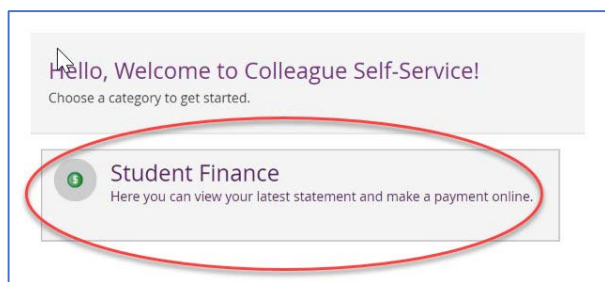 Hello, Welcome to Colleague Self-Service!
Choose a category to get started.
$
Student Finance
Here you can view your latest statement and make a payment online.